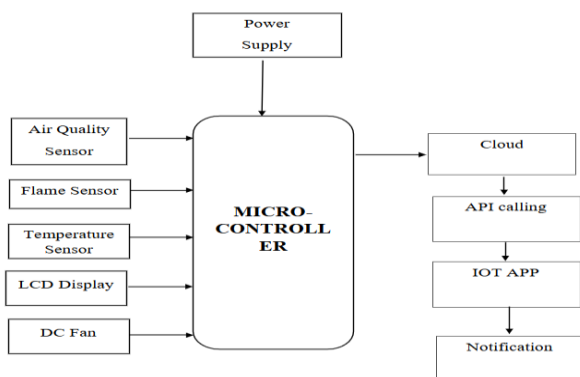 Power
Supply
Air Quality
Sensor
Flame Sensor
Temperature
Sensor
LCD Display
DC Fan
MICRO-
CONTROLL
ER
Cloud
API calling
IOT APP
Notification